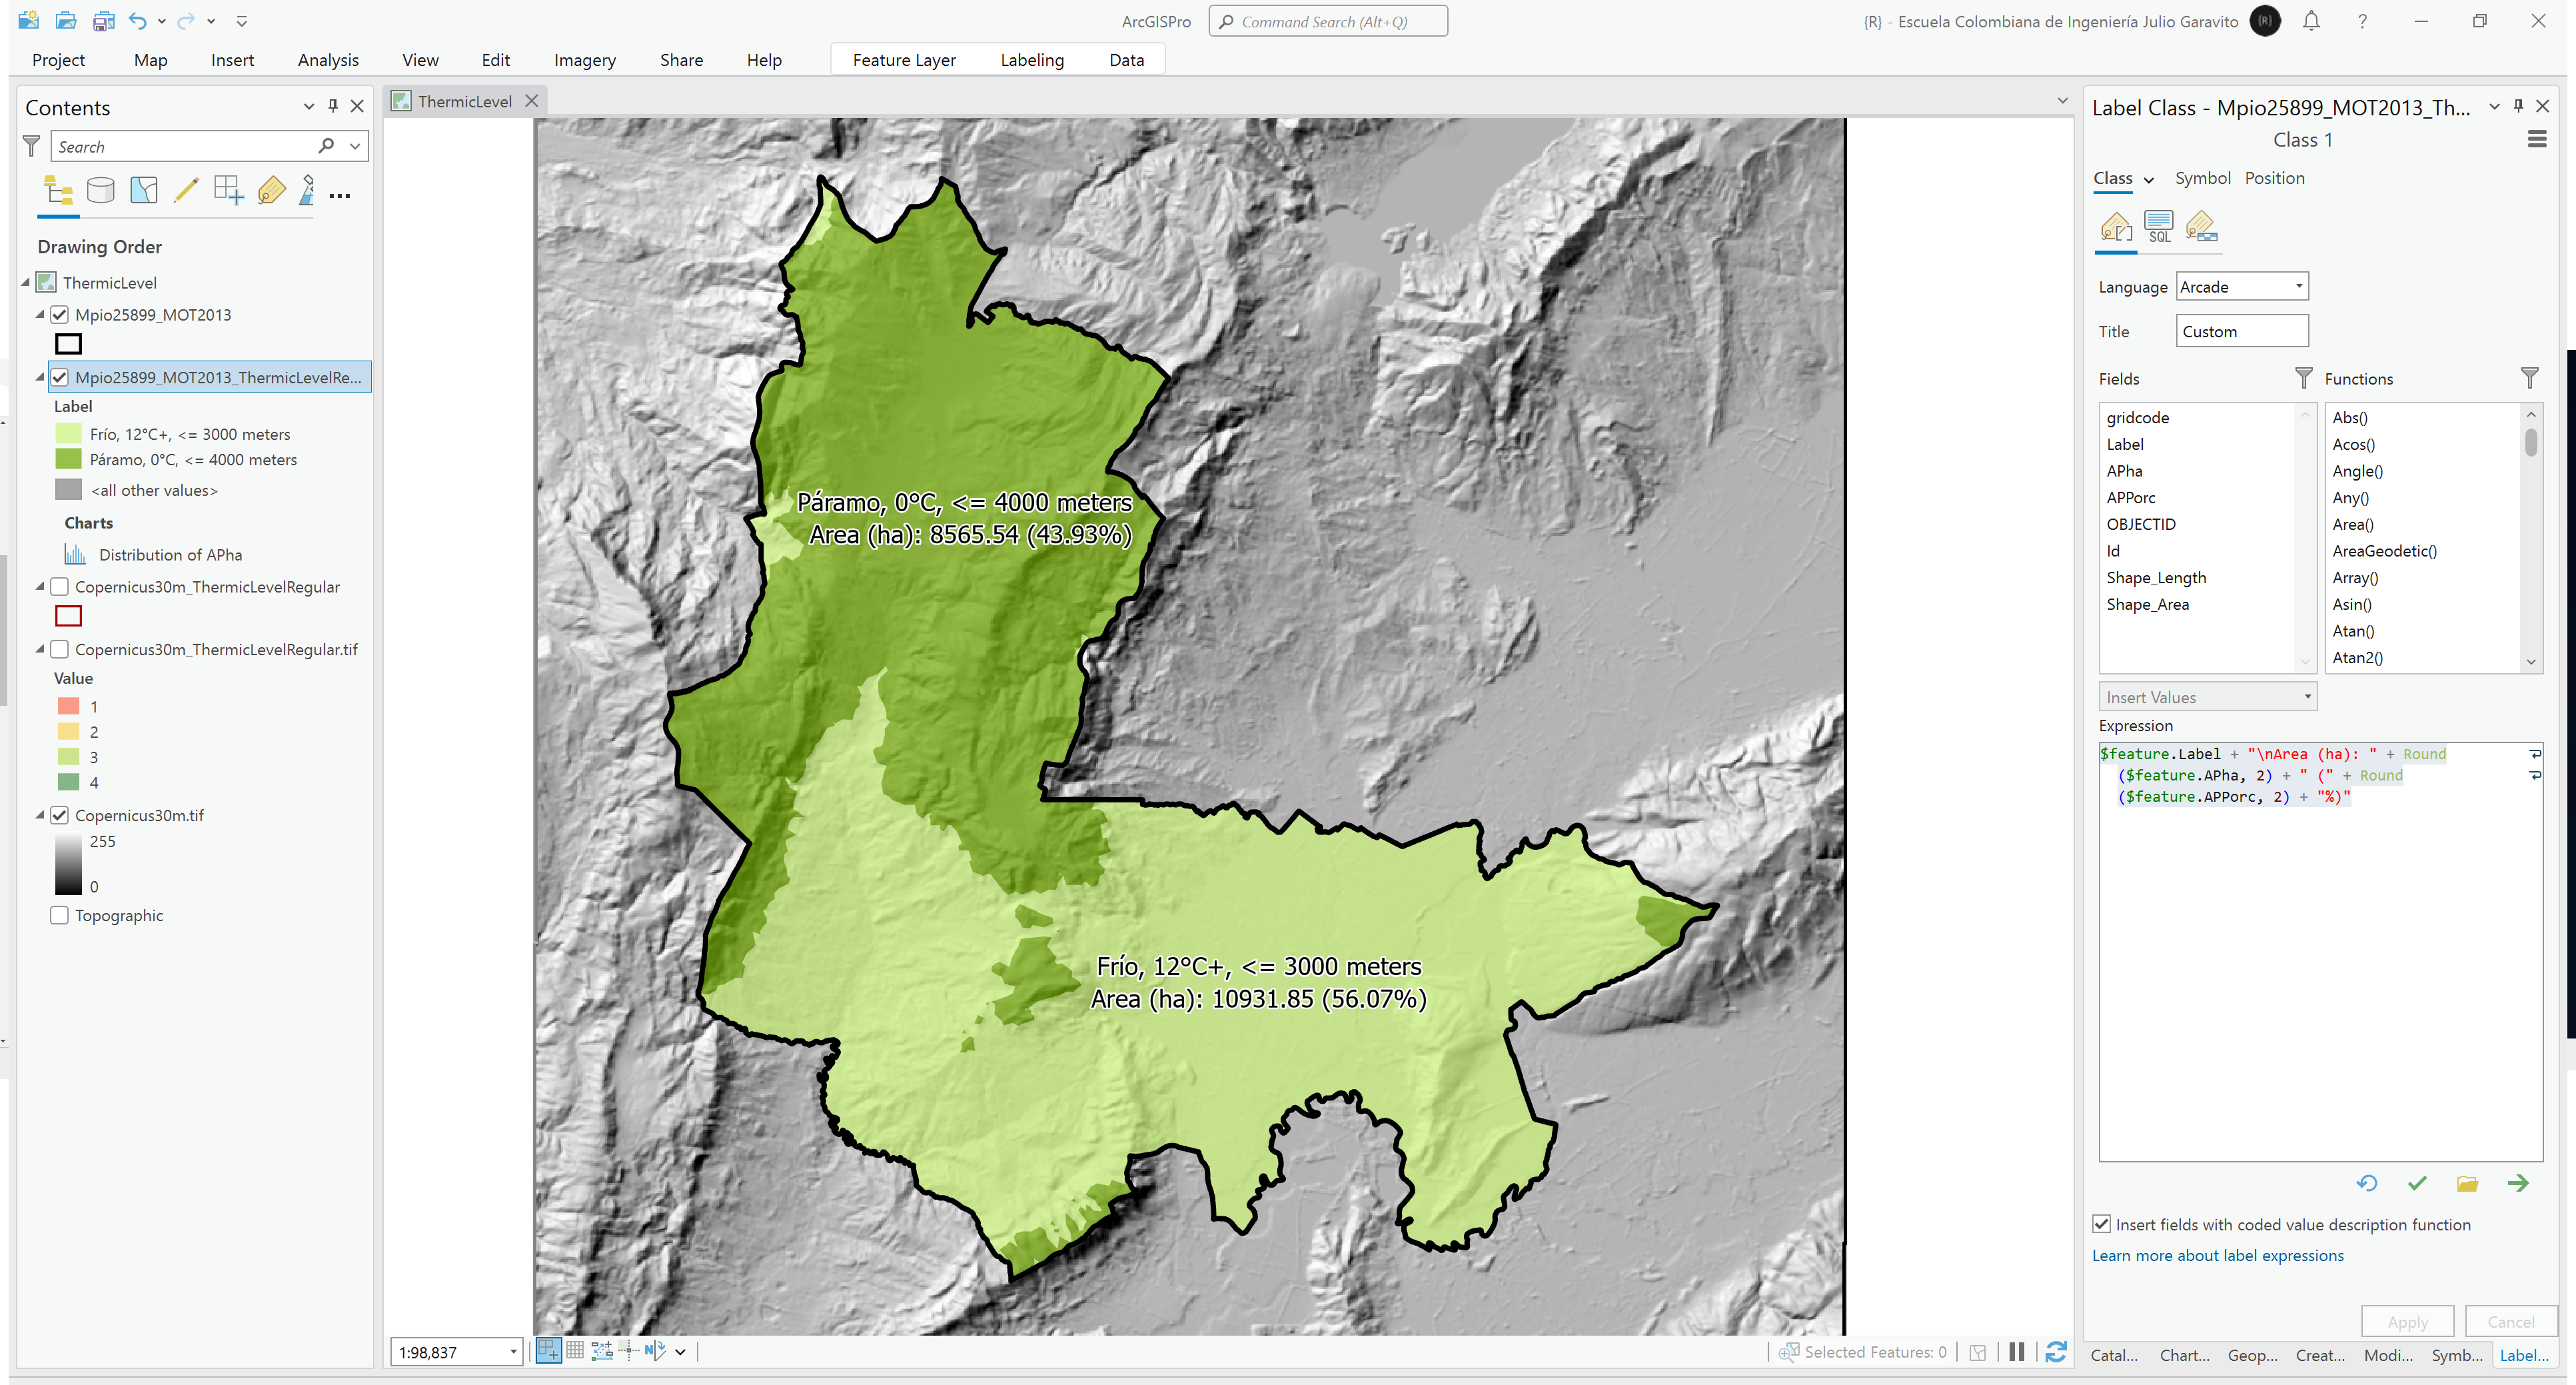 ArcGISPro
Command Search (Alt+Q)
{R} - Escuela Colombiana de Ingeniería Julio Garavito
{R}
?
Project Map Insert Analysis View Edit Imagery Share Help Feature Layer Labeling Data
Contents
Search
Drawing Order
ThermicLevel
Mpio25899_MOT2013
Mpio25899_MOT2013_ThermicLevelRe...
Label
Frío, 12°C+, <= 3000 meters
Páramo, 0°C, <= 4000 meters
<all other values>
Charts
Distribution of APha
Copernicus30m_ThermicLevelRegular
Copernicus30m_ThermicLevelRegular.tif
Value
1
2
3
4
Copernicus30m.tif
255
0
Topographic
ThermicLevel
Páramo, 0°C, <= 4000 meters
Area (ha): 8565.54 (43.93%)
Frío, 12°C+, <= 3000 meters
Area (ha): 10931.85 (56.07%)
1:98,837
N
Selected Features: 0
Label Class - Mpio25899_MOT2013_Th...
Class 1
Class Symbol Position
SQL
Language Arcade
Title Custom
Fields Functions
gridcode
Label
APha
APPorc
OBJECTID
Id
Shape_Length
Shape_Area
Abs()
Acos()
Angle()
Any()
Area()
AreaGeodetic()
Array()
Asin()
Atan()
Atan2()
Insert Values
Expression
$feature.Label + "\nArea (ha): " + Round
($feature.APha, 2) + " (" + Round
($feature.APPorc, 2) + "%)"
Insert fields with coded value description function
Learn more about label expressions
Apply Cancel
Catal... Chart... Geop... Creat... Modi... Symb... Label...